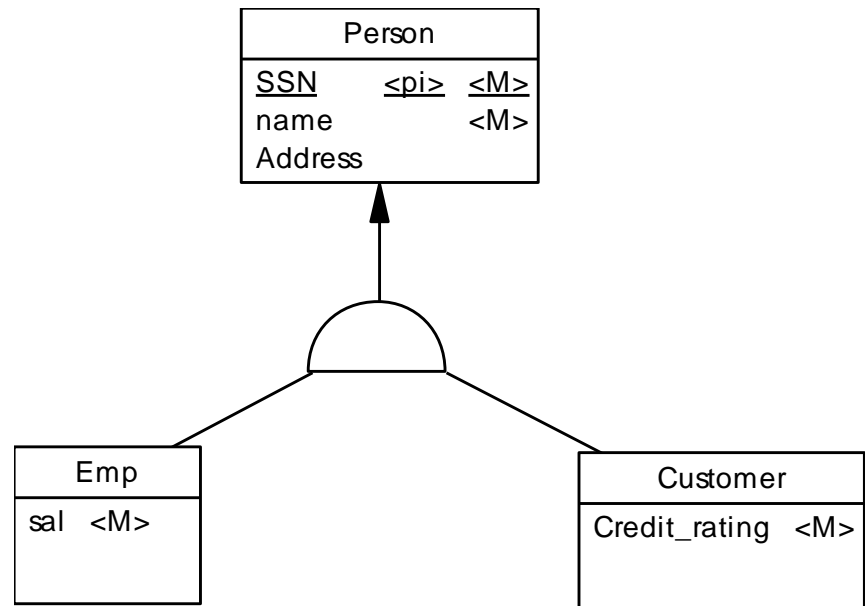 Person
SSN <pi> <M>
name <M>
Address
Emp
sal <M>
Customer
Credit_rating <M>